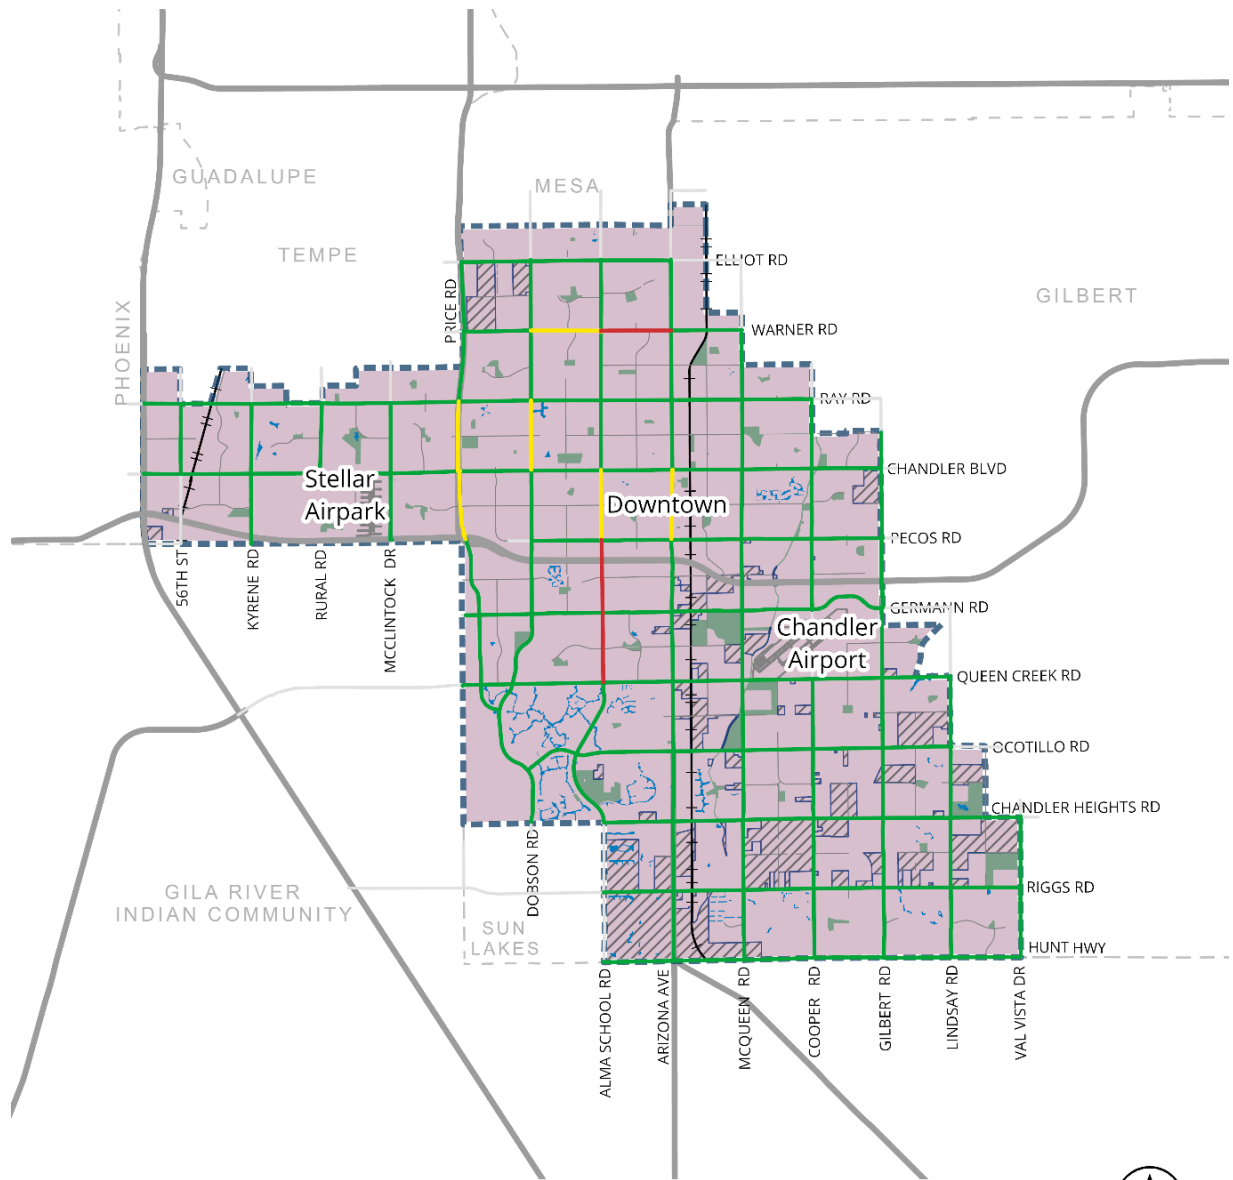 GUADALUPE
MESA
TEMPE
ELLIOT RD
GILBERT
PHOENIX
PRICE RD
WARNER RD
RAY RD
CHANDLER BLVD
Stellar
Airpark
Downtown
PECOS RD
56TH ST
KYRENE RD
RURAL RD
MCCLINTOCK DR
GERMANN RD
Chandler
Airport
QUEEN CREEK RD
OCOTILLO RD
CHANDLER HEIGHTS RD
DOBSON RD
GILA RIVER
INDIAN COMMUNITY
RIGGS RD
SUN
LAKES
HUNT HWY
ALMA SCHOOL RD
ARIZONA AVE
MCQUEEN RD
COOPER RD
GILBERT RD
LINDSAY RD
VAL VISTA DR